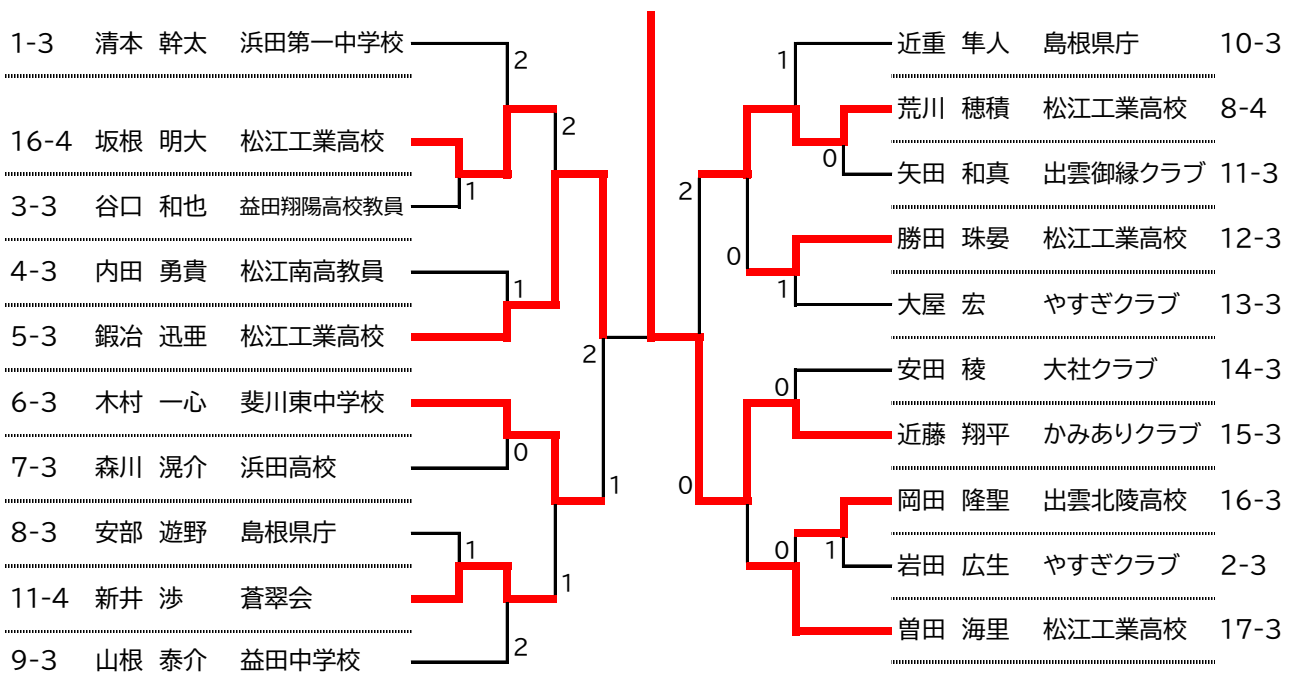 1-3 清本 幹太 浜田第一中学校
2
16-4 坂根 明大 松江工業高校
2
1
3-3 谷口 和也 益田翔陽高校教員
4-3 内田 勇貴 松江南高教員
1
5-3 鍜冶 迅亜 松江工業高校
2
6-3 木村 一心 斐川東中学校
0
7-3 森川 滉介 浜田高校
1
8-3 安部 遊野 島根県庁
1
11-4 新井 渉 蒼翠会
1
9-3 山根 泰介 益田中学校
2
近重 隼人 島根県庁 10-3
1
荒川 穂積 松江工業高校 8-4
0
矢田 和真 出雲御縁クラブ 11-3
2
勝田 珠晏 松江工業高校 12-3
0
1
大屋 宏 やすぎクラブ 13-3
安田 稜 大社クラブ 14-3
0
近藤 翔平 かみありクラブ 15-3
0
岡田 隆聖 出雲北陵高校 16-3
0
1
岩田 広生 やすぎクラブ 2-3
曽田 海里 松江工業高校 17-3